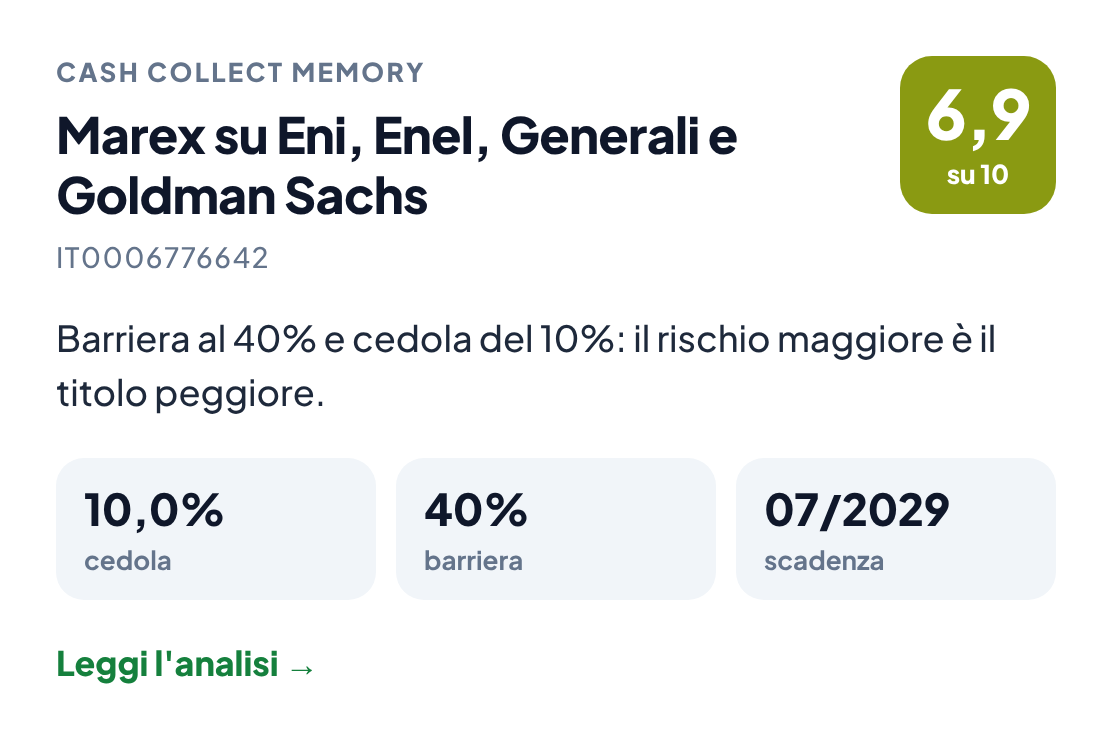 CASH COLLECT MEMORY
Marex su Eni, Enel, Generali e
Goldman Sachs
IT0006776642
6,9
su 10
Barriera al 40% e cedola del 10%: il rischio maggiore è il
titolo peggiore.
10,0%
cedola
40%
barriera
07/2029
scadenza
Leggi l'analisi →